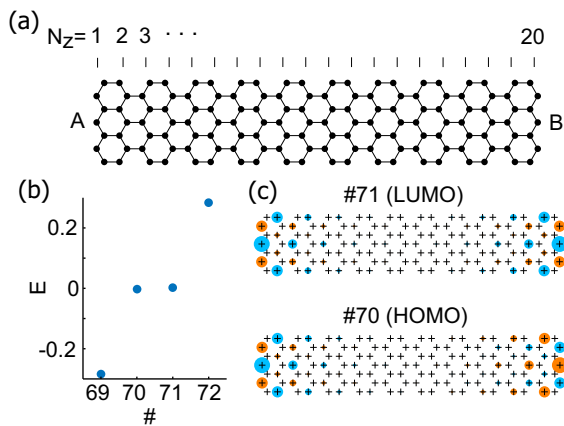 (a)
N_Z= 1 2 3 · · · 20
A B
(b)
0.2
0
-0.2
E
69 70 71 72
#
(c)
#71 (LUMO)
#70 (HOMO)